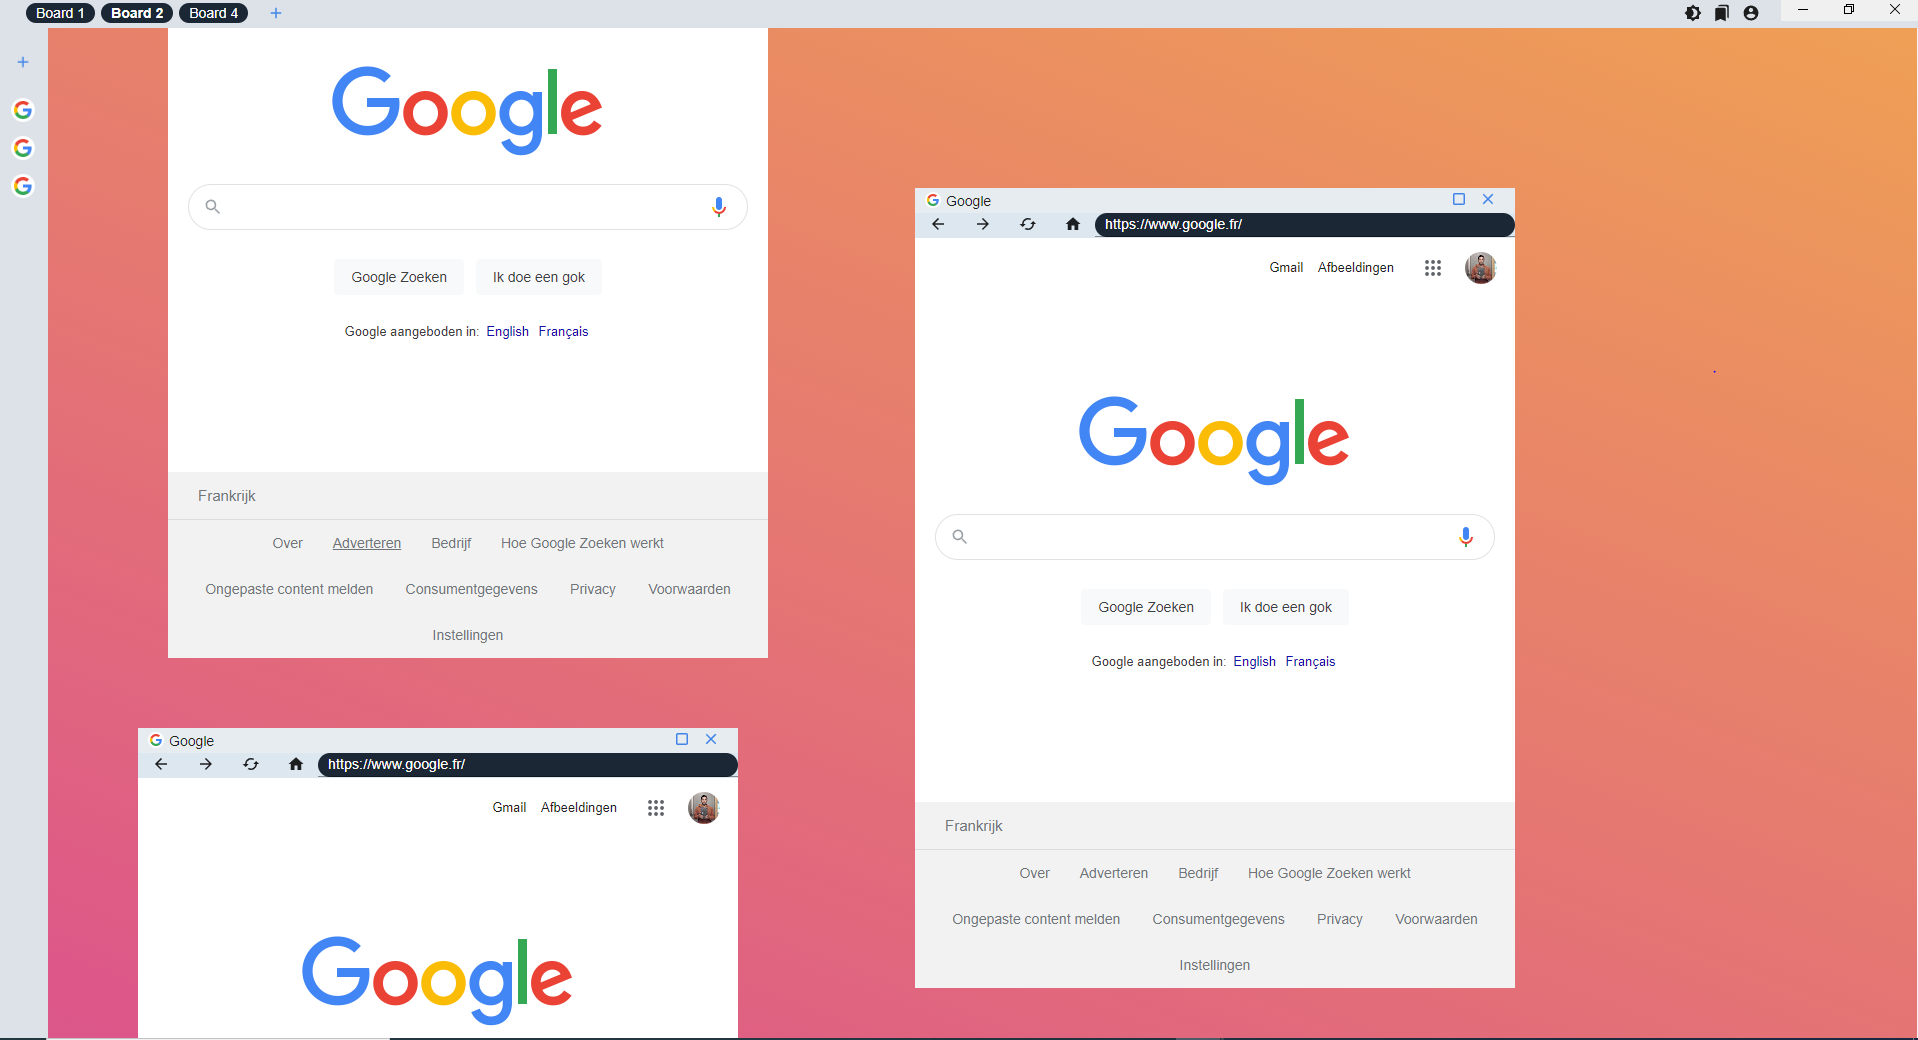 Board 1 Board 2 Board 4
Google
Google Zoeken Ik doe een gok
Google aangeboden in: English Français
Frankrijk
Over Adverteren Bedrijf Hoe Google Zoeken werkt
Ongepaste content melden Consumentgegevens Privacy Voorwaarden
Instellingen
Google
https://www.google.fr/
Gmail Afbeeldingen
Google
Google
https://www.google.fr/
Gmail Afbeeldingen
Google
Google Zoeken Ik doe een gok
Google aangeboden in: English Français
Frankrijk
Over Adverteren Bedrijf Hoe Google Zoeken werkt
Ongepaste content melden Consumentgegevens Privacy Voorwaarden
Instellingen